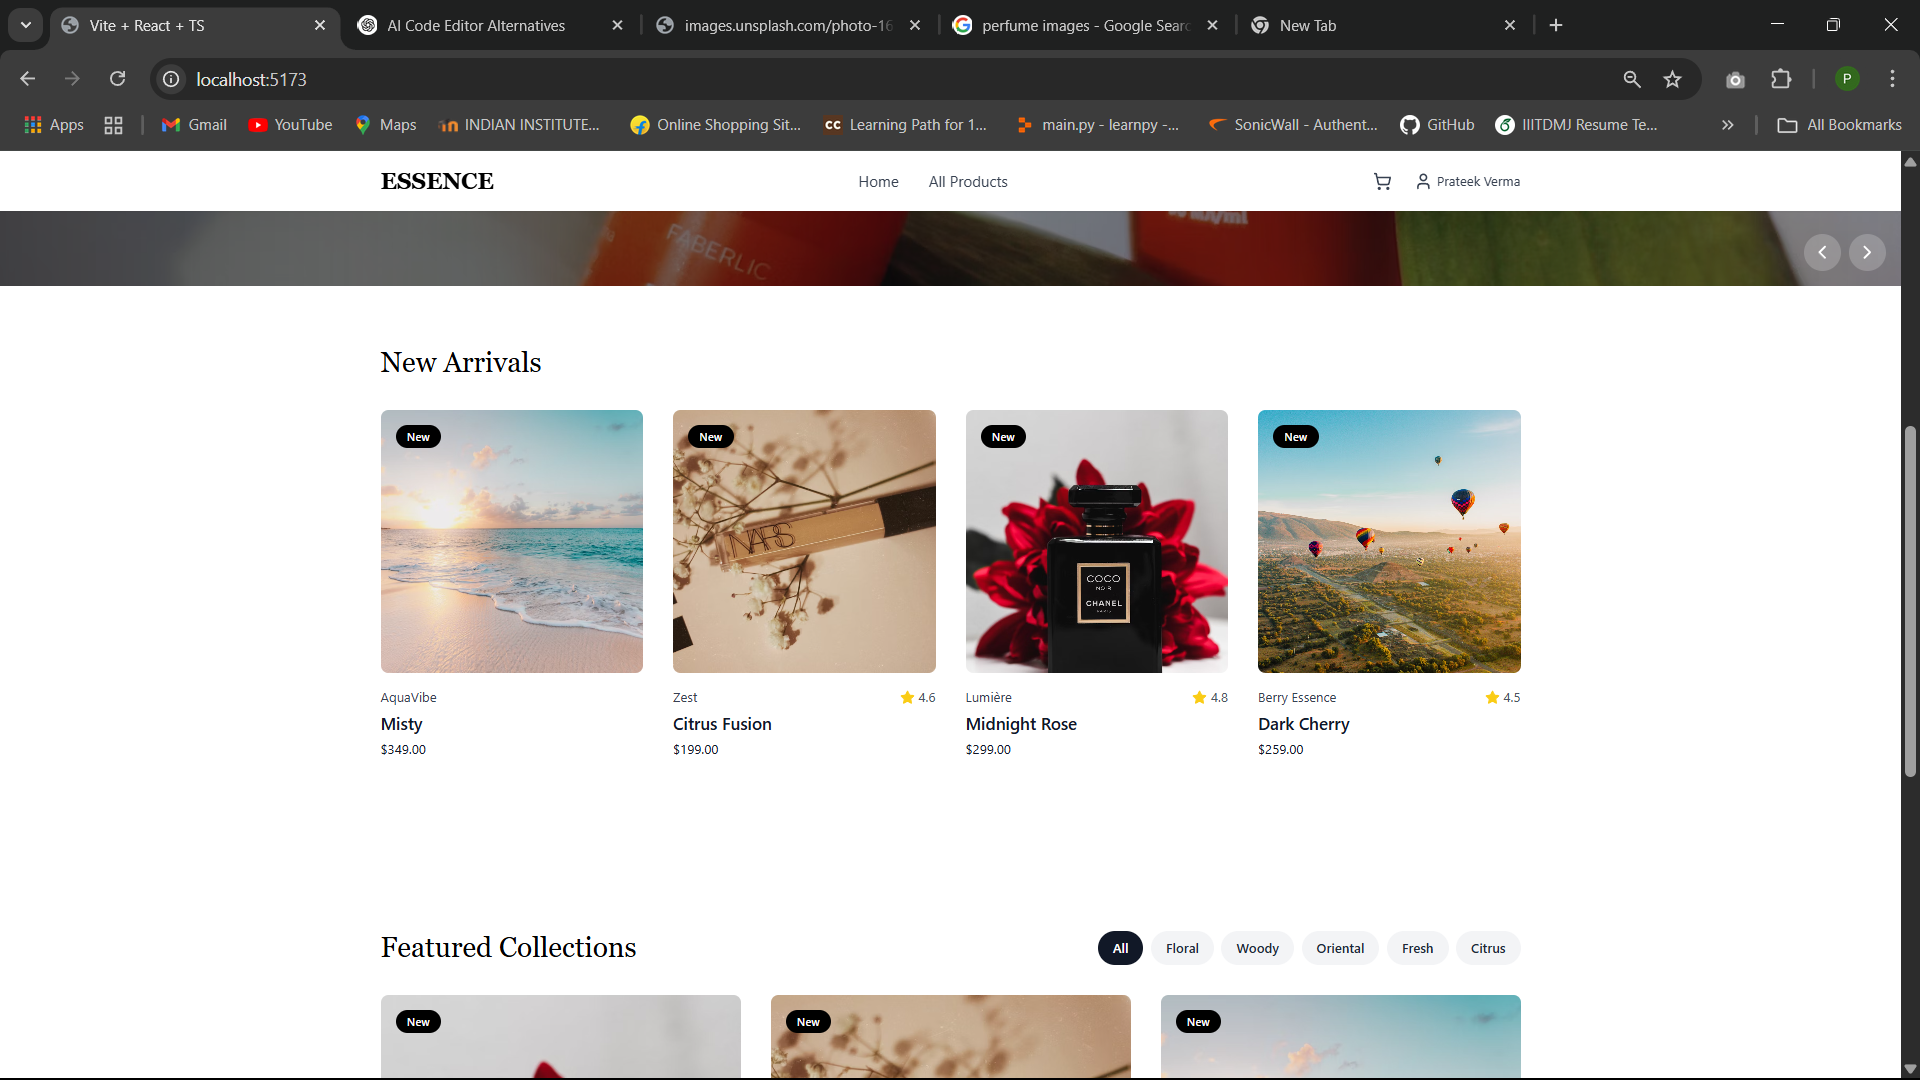 Vite + React + TS
AI Code Editor Alternatives
images.unsplash.com/photo-16
perfume images - Google Searc
New Tab
localhost:5173
P
Apps
Gmail
YouTube
Maps
INDIAN INSTITUTE...
Online Shopping Sit...
CC Learning Path for 1...
main.py - learnpy -...
SonicWall - Authent...
GitHub
IIITDMJ Resume Te...
All Bookmarks
ESSENCE
Home
All Products
Prateek Verma
FABERLIC
New Arrivals
New
New
New
New
NARS
COCO
NOIR
CHANEL
PARIS
AquaVibe
Misty
$349.00
Zest
4.6
Citrus Fusion
$199.00
Lumière
4.8
Midnight Rose
$299.00
Berry Essence
4.5
Dark Cherry
$259.00
Featured Collections
All
Floral
Woody
Oriental
Fresh
Citrus
New
New
New